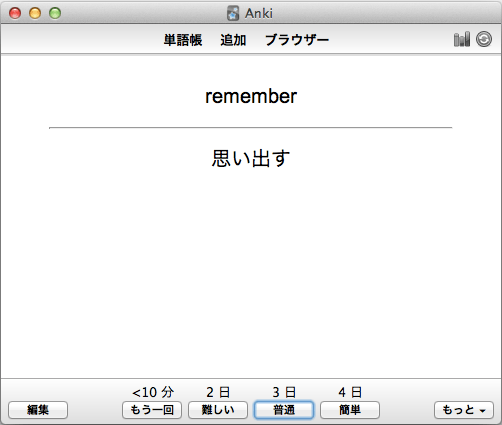 Anki
単語帳 追加 ブラウザー
remember
思い出す
<10 分 2 日 3 日 4 日
編集 もう一回 難しい 普通 簡単 もっと